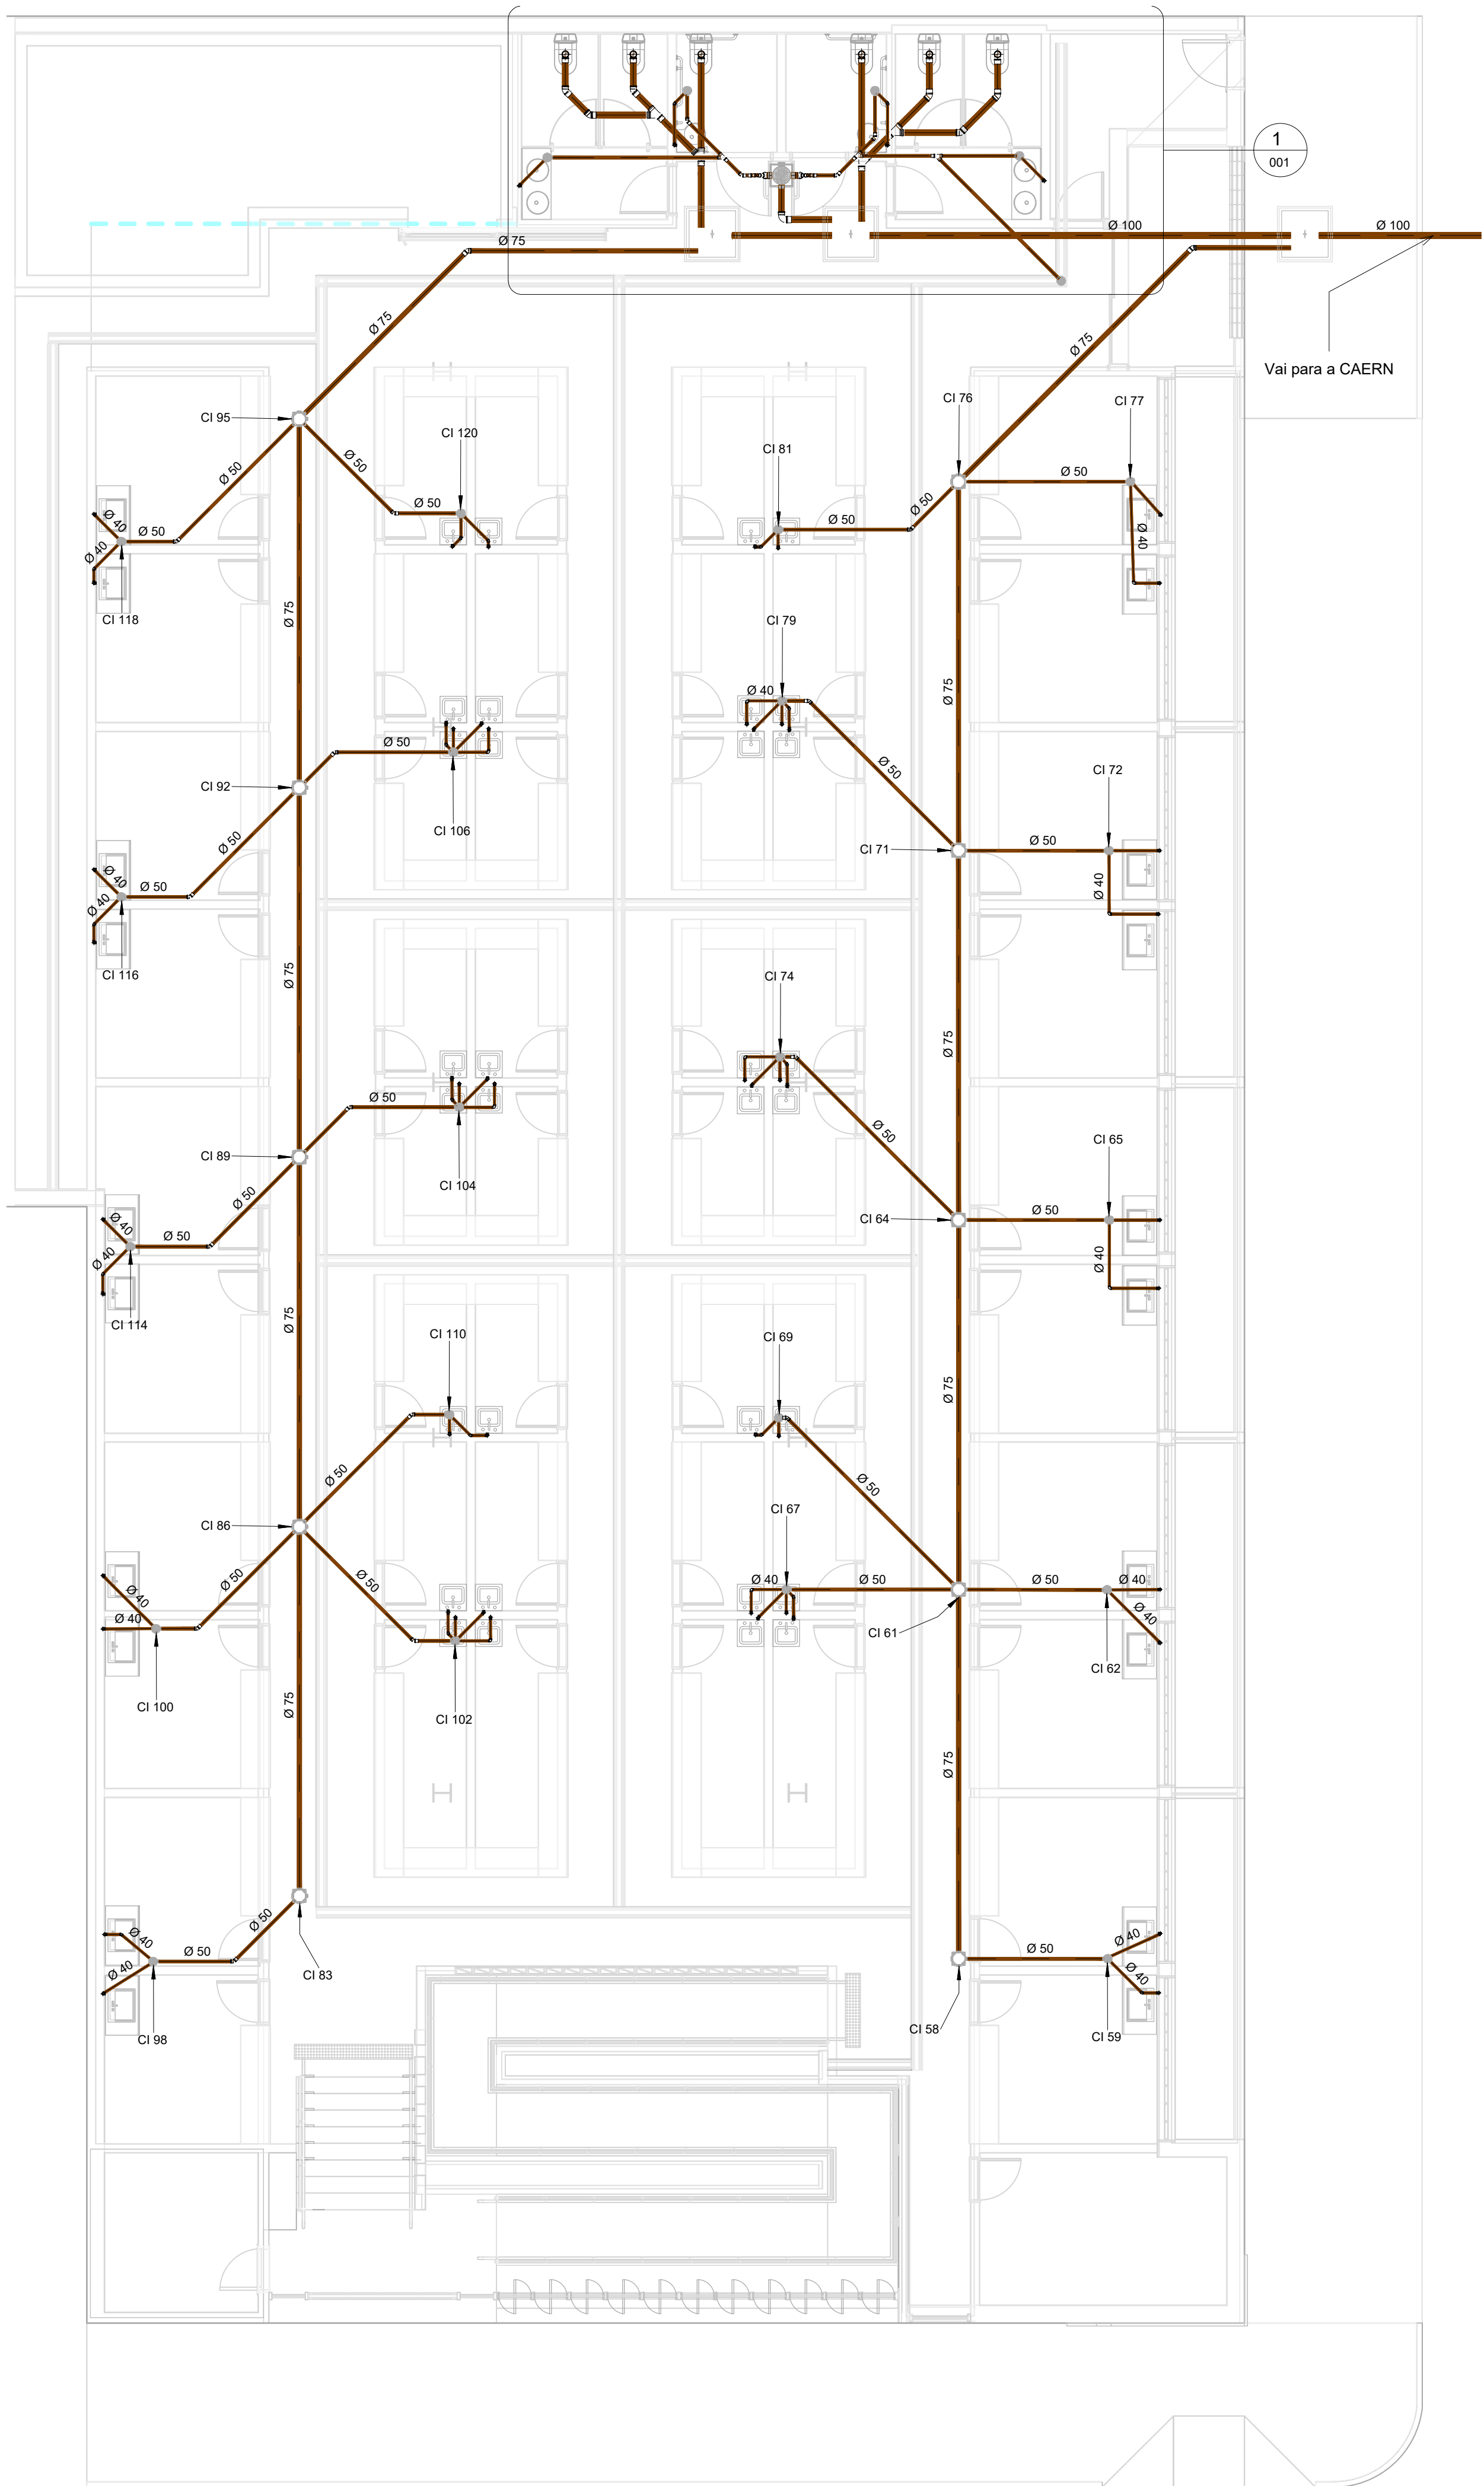 1
001
Ø 75
Ø 100
Ø 100
Ø 75
Ø 75
Vai para a CAERN
CI 95
CI 120
CI 81
CI 76
CI 77
Ø 50
Ø 50
Ø 50
Ø 50
Ø 50
Ø 50
Ø 40
Ø 50
Ø 40
Ø 40
CI 118
Ø 75
CI 79
Ø 40
Ø 75
Ø 50
CI 92
Ø 50
CI 106
Ø 50
CI 72
CI 71
Ø 50
Ø 40
Ø 50
Ø 40
Ø 40
CI 116
Ø 75
CI 74
Ø 75
Ø 50
CI 89
CI 104
Ø 50
Ø 50
CI 65
CI 64
Ø 50
Ø 40
Ø 50
Ø 40
Ø 40
CI 114
Ø 75
CI 110
CI 69
Ø 75
Ø 50
Ø 50
CI 86
CI 67
Ø 50
Ø 50
Ø 40
Ø 50
Ø 50
Ø 40
Ø 40
Ø 40
Ø 40
CI 61
CI 62
CI 100
Ø 75
CI 102
Ø 75
Ø 50
Ø 40
Ø 50
Ø 40
CI 83
CI 98
Ø 50
Ø 40
Ø 40
CI 58
CI 59